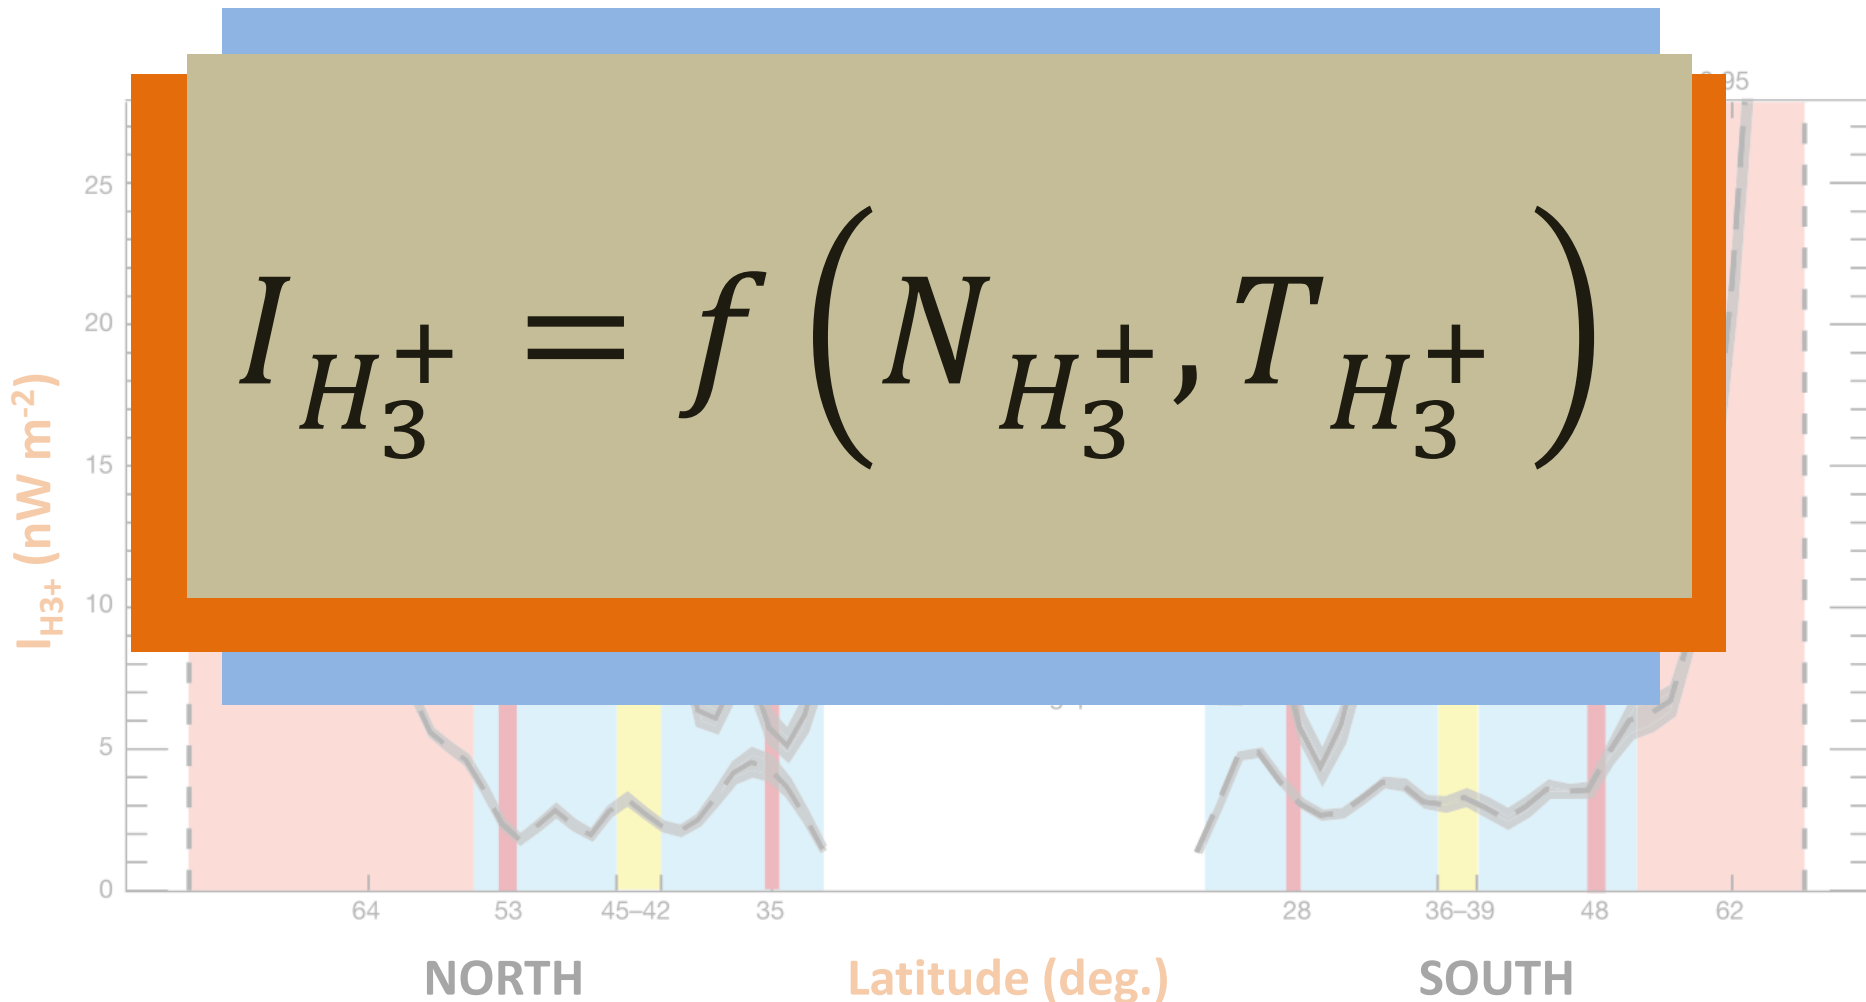 95
25
20
15
10
5
0
I_{H_3^+} = f(N_{H_3^+}, T_{H_3^+})
I_{H3+} (nW m^{-2})
64 53 45–42 35 28 36–39 48 62
NORTH Latitude (deg.) SOUTH